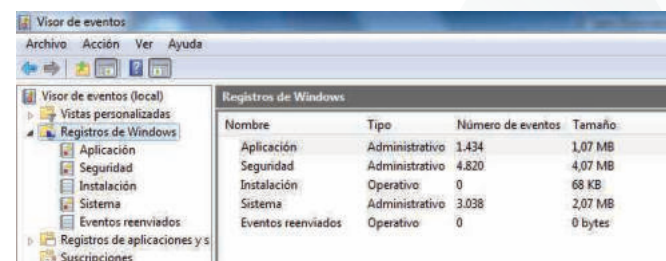 Visor de eventos
Archivo Acción Ver Ayuda
Visor de eventos (local)
Vistas personalizadas
Registros de Windows
Aplicación
Seguridad
Instalación
Sistema
Eventos reenviados
Registros de aplicaciones y s
Suscripciones
Registros de Windows
Nombre Tipo Número de eventos Tamaño
Aplicación Administrativo 1.434 1,07 MB
Seguridad Administrativo 4.820 4,07 MB
Instalación Operativo 0 68 KB
Sistema Administrativo 3.038 2,07 MB
Eventos reenviados Operativo 0 0 bytes